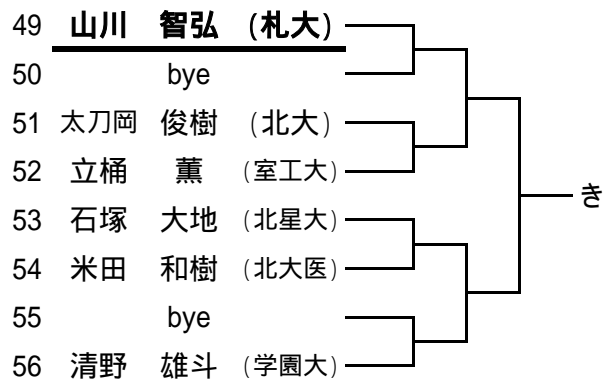 49 山川 智弘 (札大)
50 bye
51 太刀岡 俊樹 (北大)
52 立桶 薫 (室工大)
53 石塚 大地 (北星大)
き
54 米田 和樹 (北大医)
55 bye
56 清野 雄斗 (学園大)